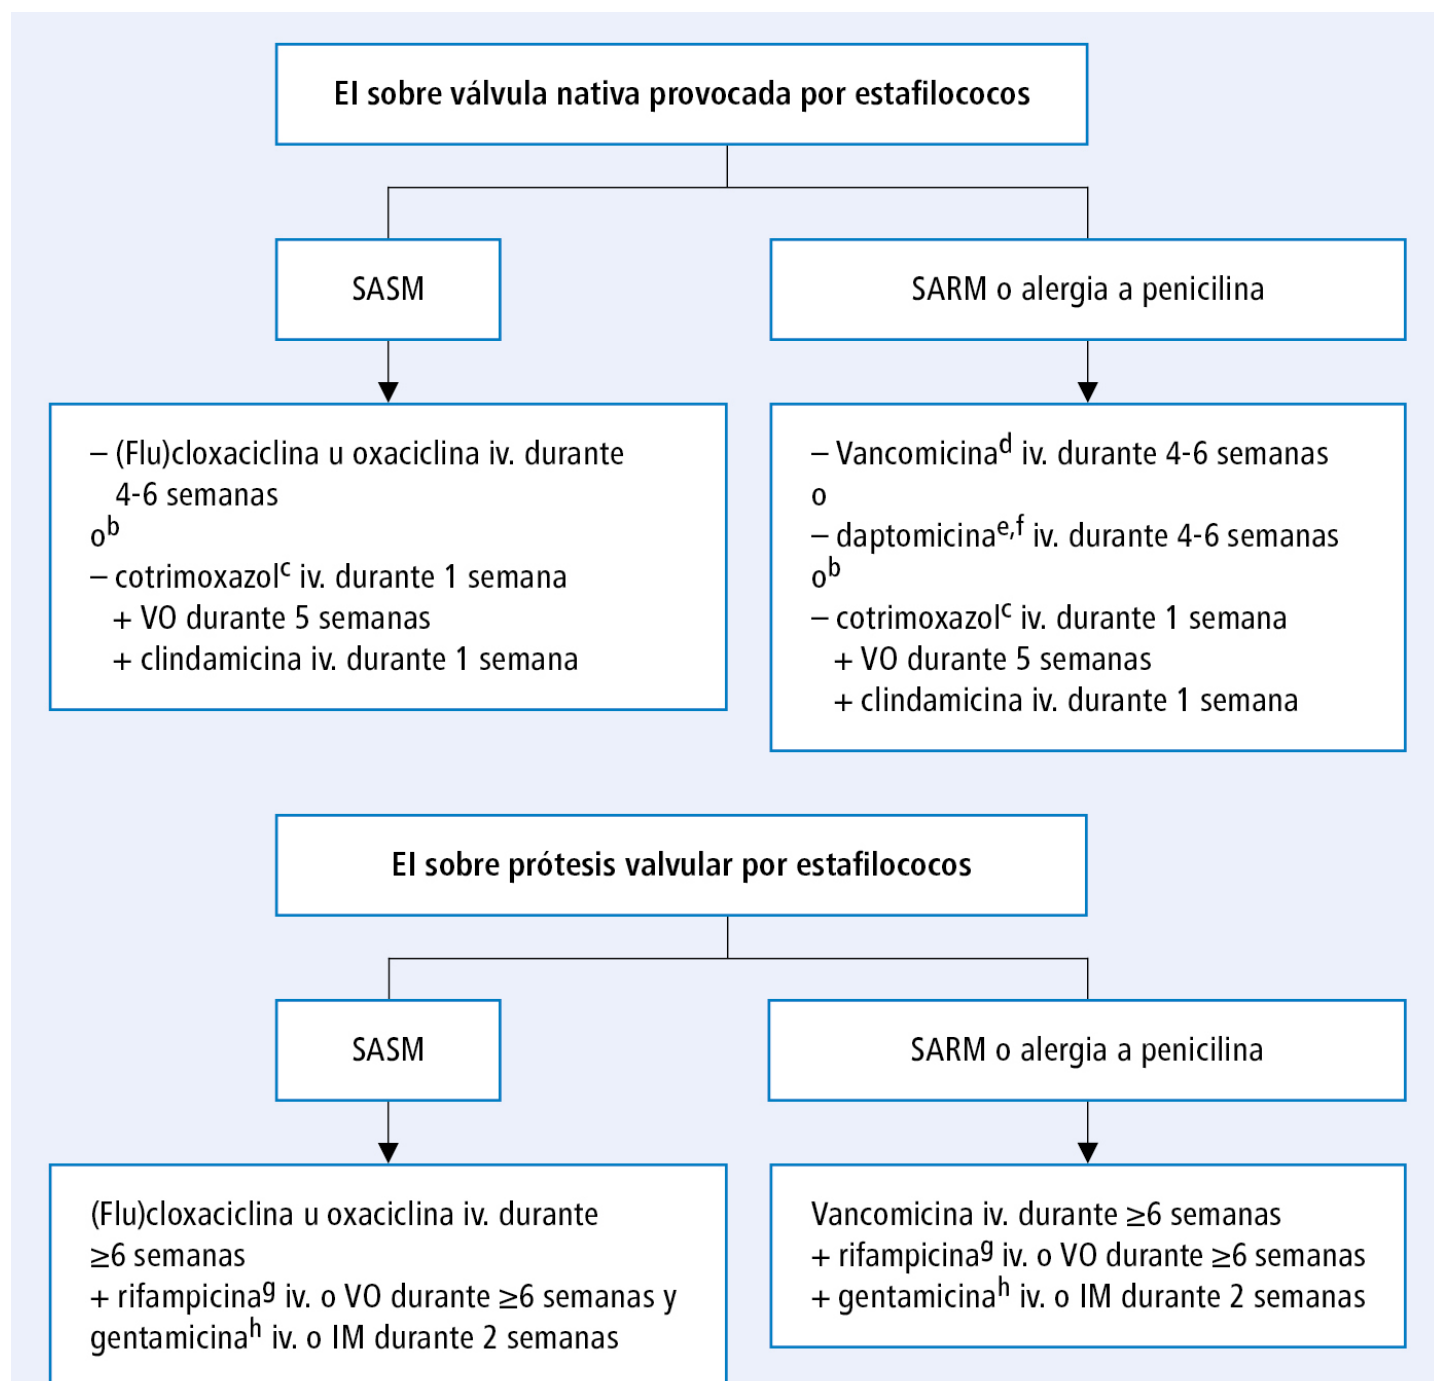 EI sobre válvula nativa provocada por estafilococos
SASM
SARM o alergia a penicilina
– (Flu)cloxaciclina u oxaciclina iv. durante
4-6 semanas
oᵇ
– cotrimoxazolᶜ iv. durante 1 semana
+ VO durante 5 semanas
+ clindamicina iv. durante 1 semana
– Vancomicinaᵈ iv. durante 4-6 semanas
o
– daptomicinaᵉ,ᶠ iv. durante 4-6 semanas
oᵇ
– cotrimoxazolᶜ iv. durante 1 semana
+ VO durante 5 semanas
+ clindamicina iv. durante 1 semana
EI sobre prótesis valvular por estafilococos
SASM
SARM o alergia a penicilina
(Flu)cloxaciclina u oxaciclina iv. durante
≥6 semanas
+ rifampicinaᵍ iv. o VO durante ≥6 semanas y
gentamicinaʰ iv. o IM durante 2 semanas
Vancomicina iv. durante ≥6 semanas
+ rifampicinaᵍ iv. o VO durante ≥6 semanas
+ gentamicinaʰ iv. o IM durante 2 semanas